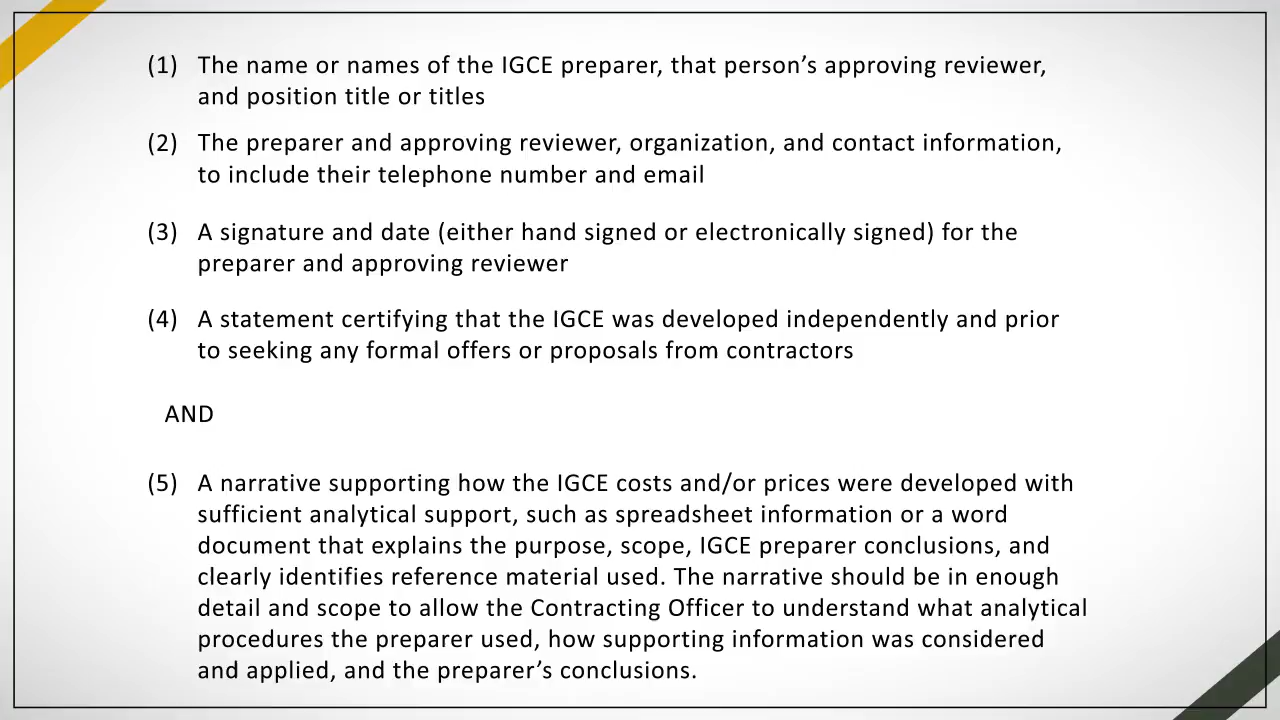 (1) The name or names of the IGCE preparer, that person’s approving reviewer,
and position title or titles
(2) The preparer and approving reviewer, organization, and contact information,
to include their telephone number and email
(3) A signature and date (either hand signed or electronically signed) for the
preparer and approving reviewer
(4) A statement certifying that the IGCE was developed independently and prior
to seeking any formal offers or proposals from contractors
AND
(5) A narrative supporting how the IGCE costs and/or prices were developed with
sufficient analytical support, such as spreadsheet information or a word
document that explains the purpose, scope, IGCE preparer conclusions, and
clearly identifies reference material used. The narrative should be in enough
detail and scope to allow the Contracting Officer to understand what analytical
procedures the preparer used, how supporting information was considered
and applied, and the preparer’s conclusions.